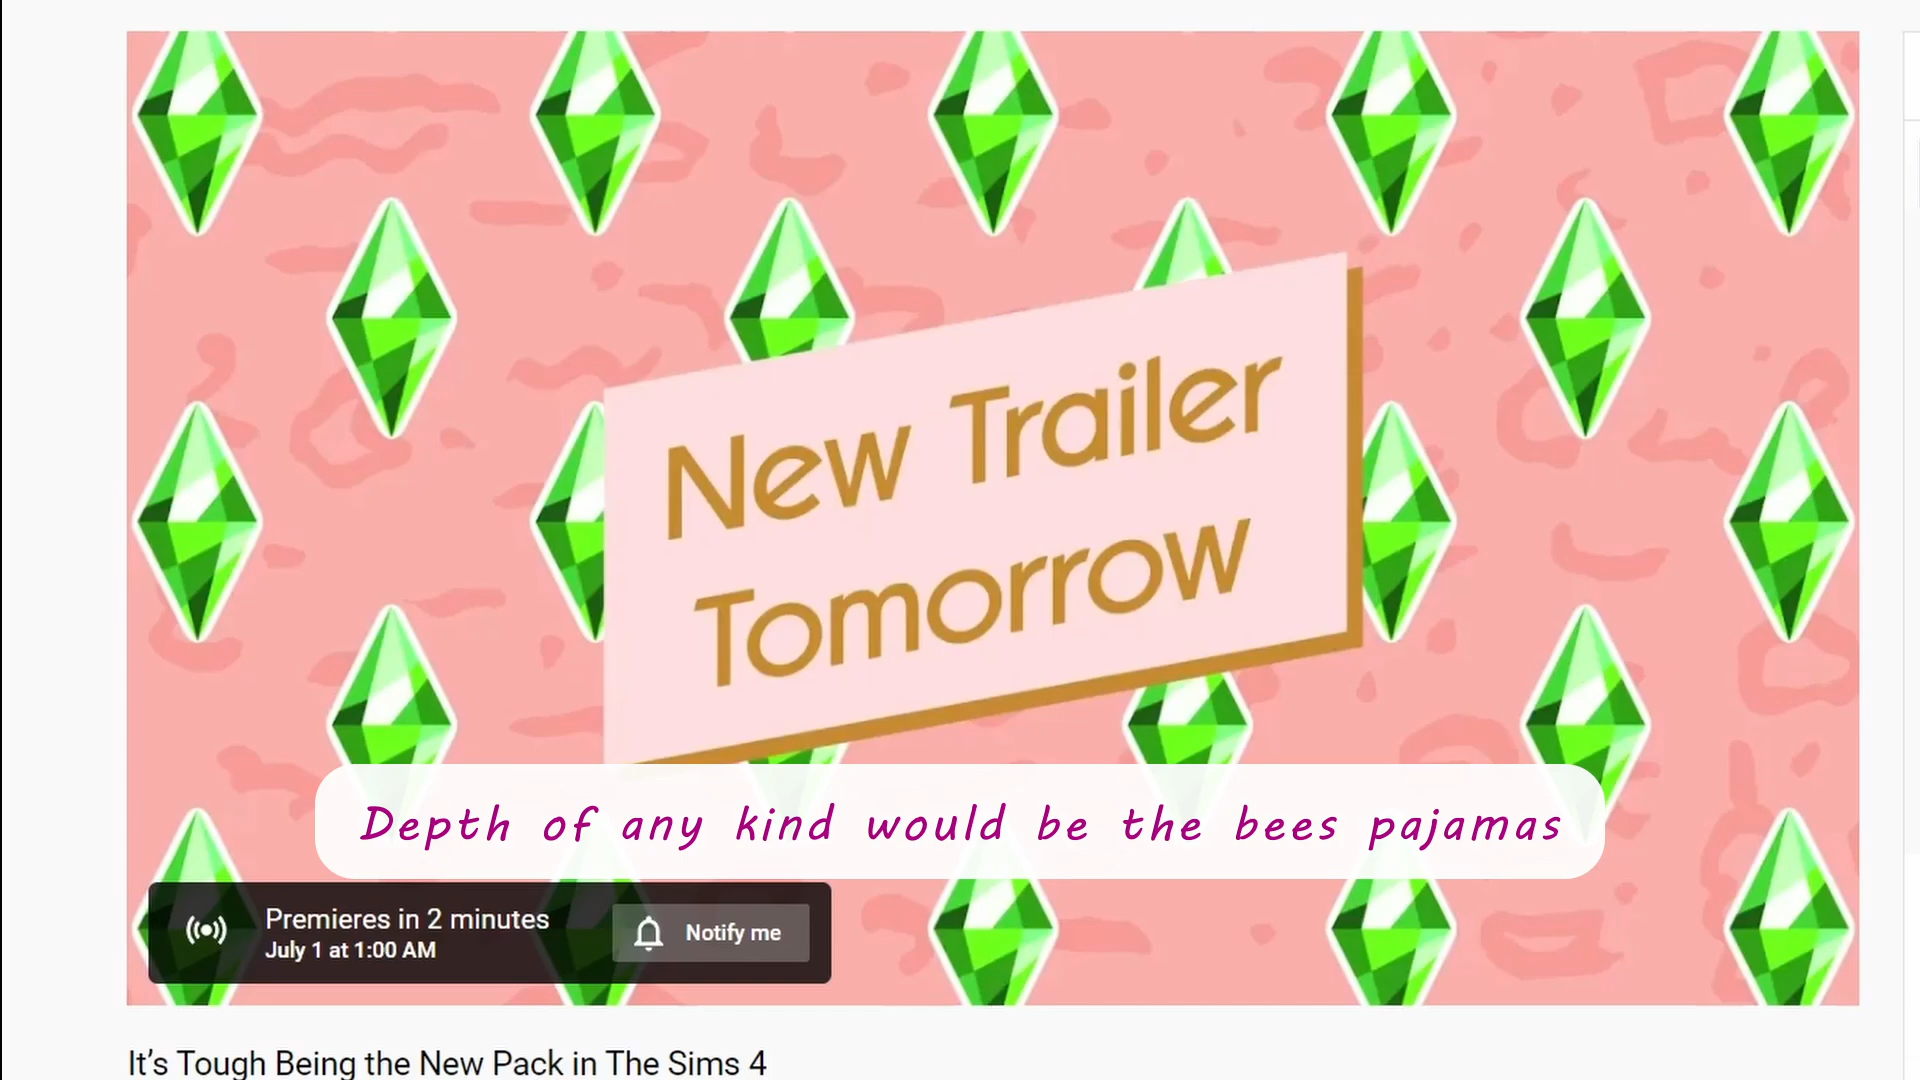 New Trailer
Tomorrow
Depth of any kind would be the bees pajamas
Premieres in 2 minutes
July 1 at 1:00 AM
Notify me
It’s Tough Being the New Pack in The Sims 4